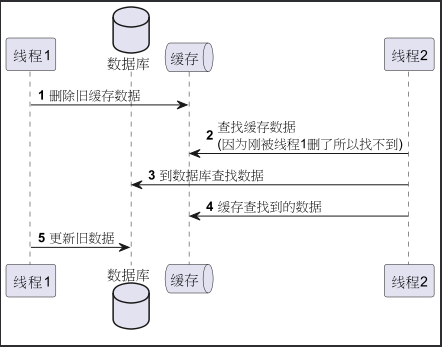 线程1
数据库
缓存
线程2
1 删除旧缓存数据
2 查找缓存数据
(因为刚被线程1删了所以找不到)
3 到数据库查找数据
4 缓存查找到的数据
5 更新旧数据
线程1
数据库
缓存
线程2